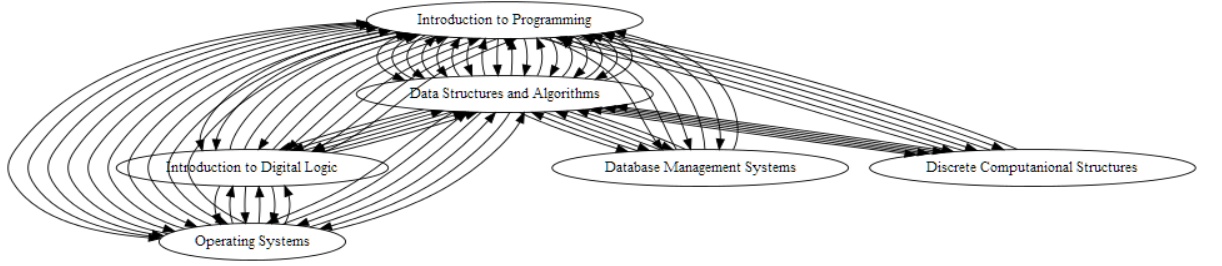 Introduction to Programming
Data Structures and Algorithms
Introduction to Digital Logic
Database Management Systems
Discrete Computanional Structures
Operating Systems